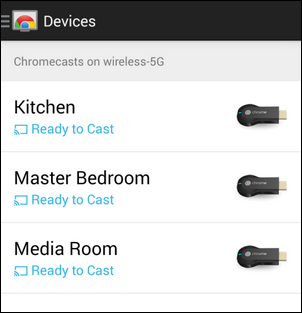 Devices
Chromecasts on wireless-5G
Kitchen
Ready to Cast
Master Bedroom
Ready to Cast
Media Room
Ready to Cast